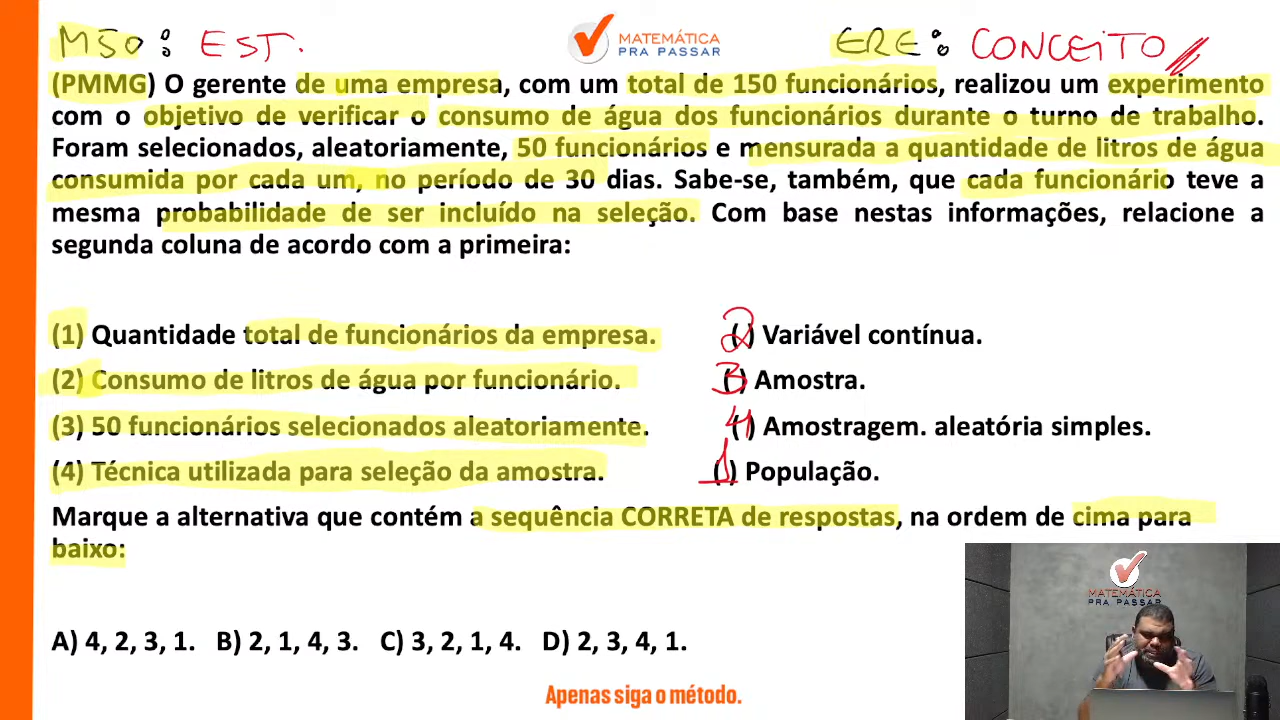 M50: EST.
MATEMÁTICA
PRA PASSAR
ERE: CONCEITO
(PMMG) O gerente de uma empresa, com um total de 150 funcionários, realizou um experimento
com o objetivo de verificar o consumo de água dos funcionários durante o turno de trabalho.
Foram selecionados, aleatoriamente, 50 funcionários e mensurada a quantidade de litros de água
consumida por cada um, no período de 30 dias. Sabe-se, também, que cada funcionário teve a
mesma probabilidade de ser incluído na seleção. Com base nestas informações, relacione a
segunda coluna de acordo com a primeira:
(1) Quantidade total de funcionários da empresa. (2) Variável contínua.
(2) Consumo de litros de água por funcionário. (3) Amostra.
(3) 50 funcionários selecionados aleatoriamente. (4) Amostragem. aleatória simples.
(4) Técnica utilizada para seleção da amostra. (1) População.
Marque a alternativa que contém a sequência CORRETA de respostas, na ordem de cima para
baixo:
A) 4, 2, 3, 1. B) 2, 1, 4, 3. C) 3, 2, 1, 4. D) 2, 3, 4, 1.
MATEMÁTICA
PRA PASSAR
Apenas siga o método.